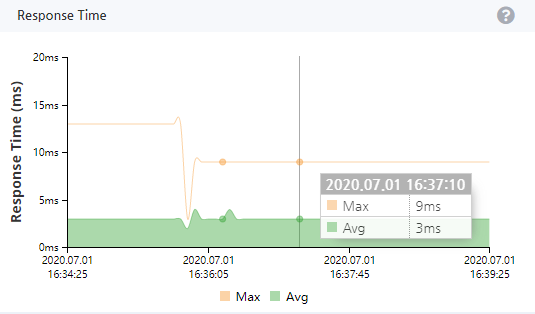 Response Time
?
20ms
15ms
10ms
5ms
0ms
Response Time (ms)
2020.07.01 16:37:10
Max 9ms
Avg 3ms
2020.07.01 2020.07.01 2020.07.01 2020.07.01
16:34:25 16:36:05 16:37:45 16:39:25
Max Avg